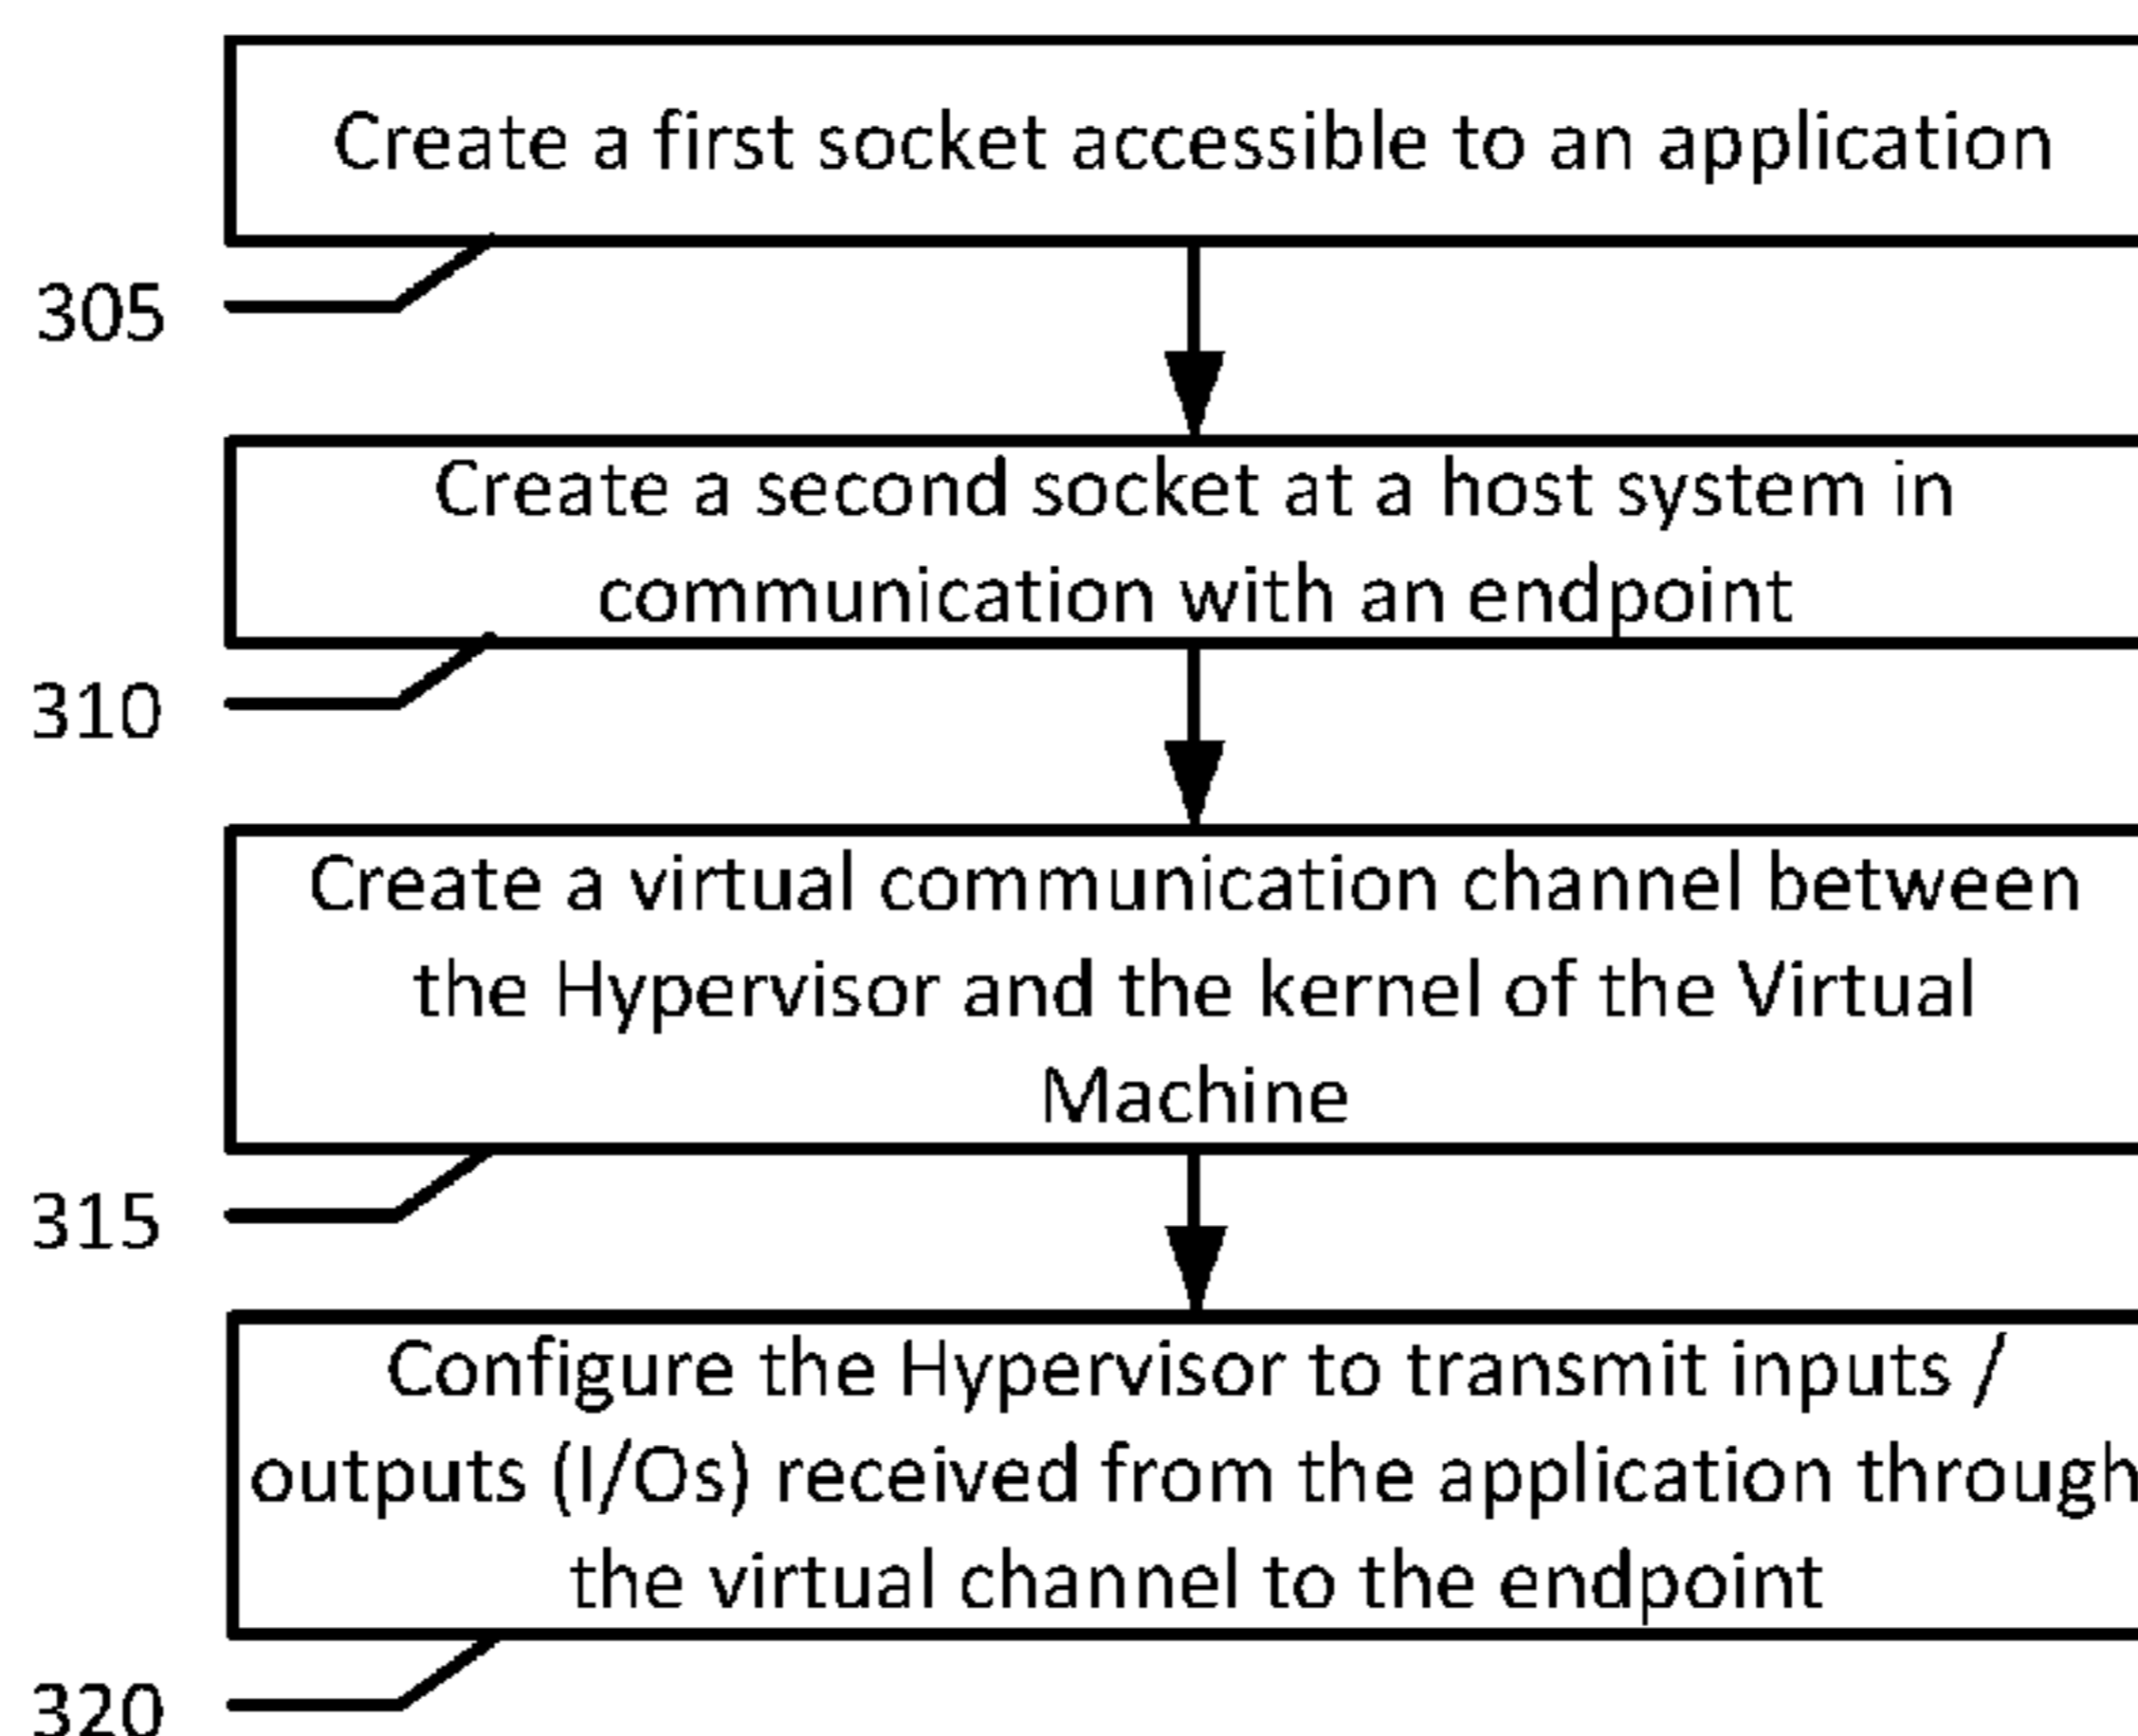 Create a first socket accessible to an application
305
Create a second socket at a host system in
communication with an endpoint
310
Create a virtual communication channel between
the Hypervisor and the kernel of the Virtual
Machine
315
Configure the Hypervisor to transmit inputs /
outputs (I/Os) received from the application through
the virtual channel to the endpoint
320